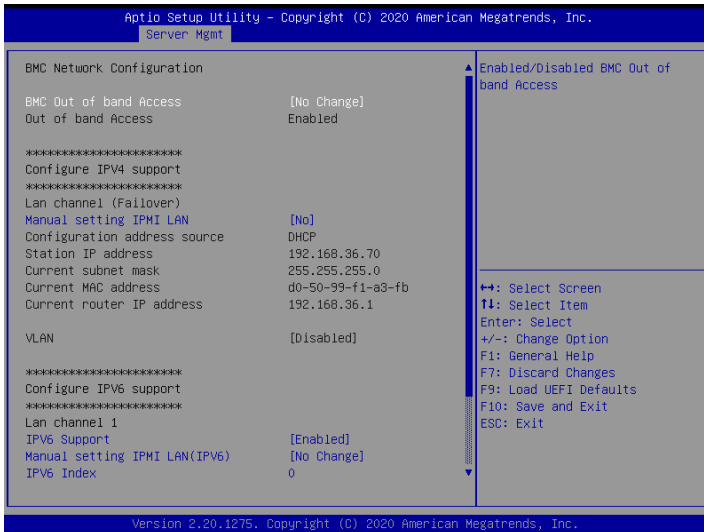 Aptio Setup Utility – Copyright (C) 2020 American Megatrends, Inc.
Server Mgmt
BMC Network Configuration
BMC Out of band Access [No Change]
Out of band Access Enabled
***********************
Configure IPV4 support
***********************
Lan channel (Failover)
Manual setting IPMI LAN [No]
Configuration address source DHCP
Station IP address 192.168.36.70
Current subnet mask 255.255.255.0
Current MAC address d0-50-99-f1-a3-fb
Current router IP address 192.168.36.1
VLAN [Disabled]
***********************
Configure IPV6 support
***********************
Lan channel 1
IPV6 Support [Enabled]
Manual setting IPMI LAN(IPV6) [No Change]
IPV6 Index 0
Enabled/Disabled BMC Out of
band Access
↔: Select Screen
↑↓: Select Item
Enter: Select
+/-: Change Option
F1: General Help
F7: Discard Changes
F9: Load UEFI Defaults
F10: Save and Exit
ESC: Exit
Version 2.20.1275. Copyright (C) 2020 American Megatrends, Inc.